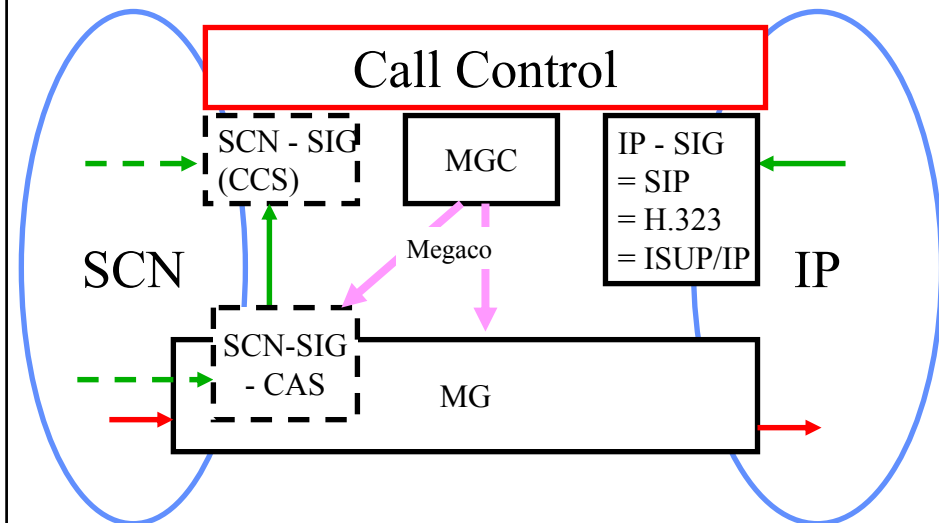 Call Control
SCN - SIG
(CCS)
MGC
IP - SIG
= SIP
= H.323
= ISUP/IP
Megaco
SCN
IP
SCN-SIG
- CAS
MG